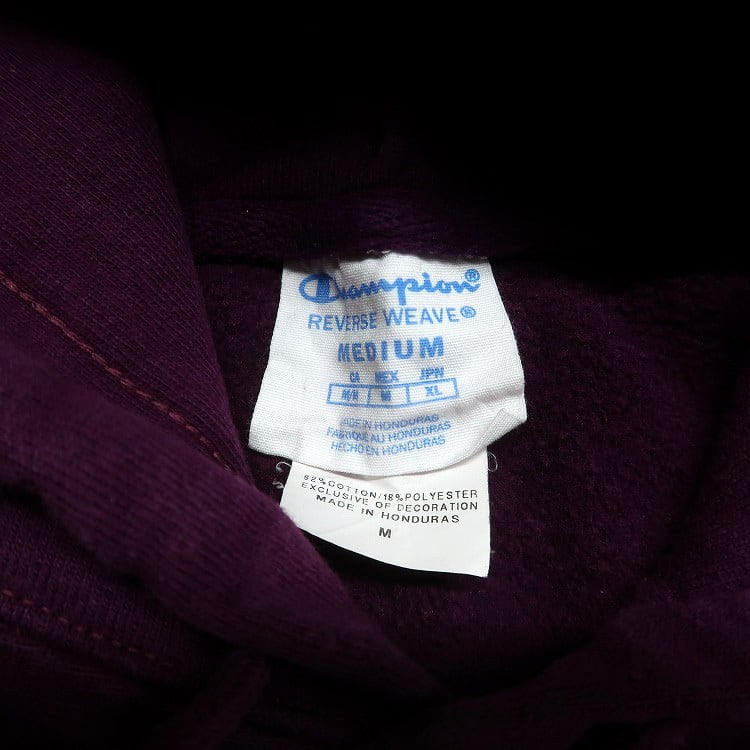 Champion®
REVERSE WEAVE®
MEDIUM
CA MEX JPN
M/M M XL
MADE IN HONDURAS
FABRIQUÉ AU HONDURAS
HECHO EN HONDURAS
82% COTTON/18% POLYESTER
EXCLUSIVE OF DECORATION
MADE IN HONDURAS
M